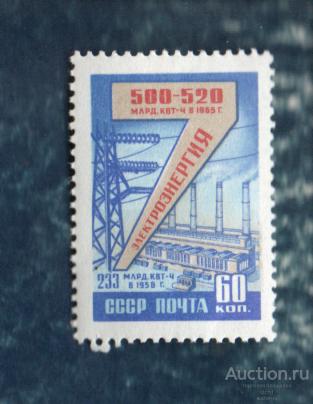 500-520
МЛРД. КВТ-Ч В 1965 Г.
ЭЛЕКТРОЭНЕРГИЯ
233 МЛРД. КВТ-Ч
В 1958 Г.
СССР ПОЧТА 60
КОП.
Auction.ru